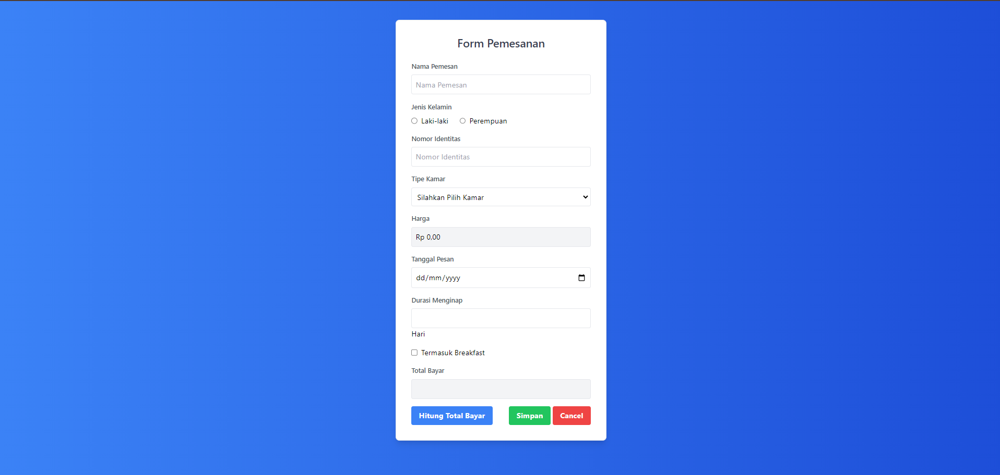 Form Pemesanan
Nama Pemesan
Nama Pemesan
Jenis Kelamin
Laki-laki Perempuan
Nomor Identitas
Nomor Identitas
Tipe Kamar
Silahkan Pilih Kamar
Harga
Rp 0,00
Tanggal Pesan
dd/mm/yyyy
Durasi Menginap
Hari
Termasuk Breakfast
Total Bayar
Hitung Total Bayar Simpan Cancel